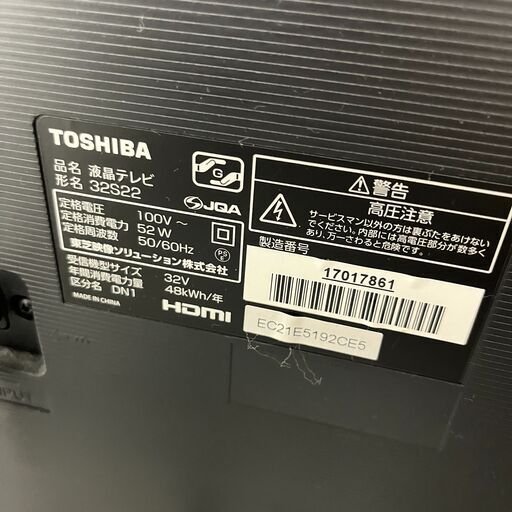 TOSHIBA
品名 液晶テレビ
形名 32S22
G
JQA
定格電圧 100V〜
定格消費電力 52W
定格周波数 50/60Hz
PSE
東芝映像ソリューション株式会社
受信機型サイズ 32V
年間消費電力量 48kWh/年
区分名 DN1
MADE IN CHINA
HDMI
警告
高圧注意
サービスマン以外の方は裏ぶたをあけない
でください。内部には高電圧部分が数多く
あり、万一さわると危険です。
製造番号
17017861
EC21E5192CE5